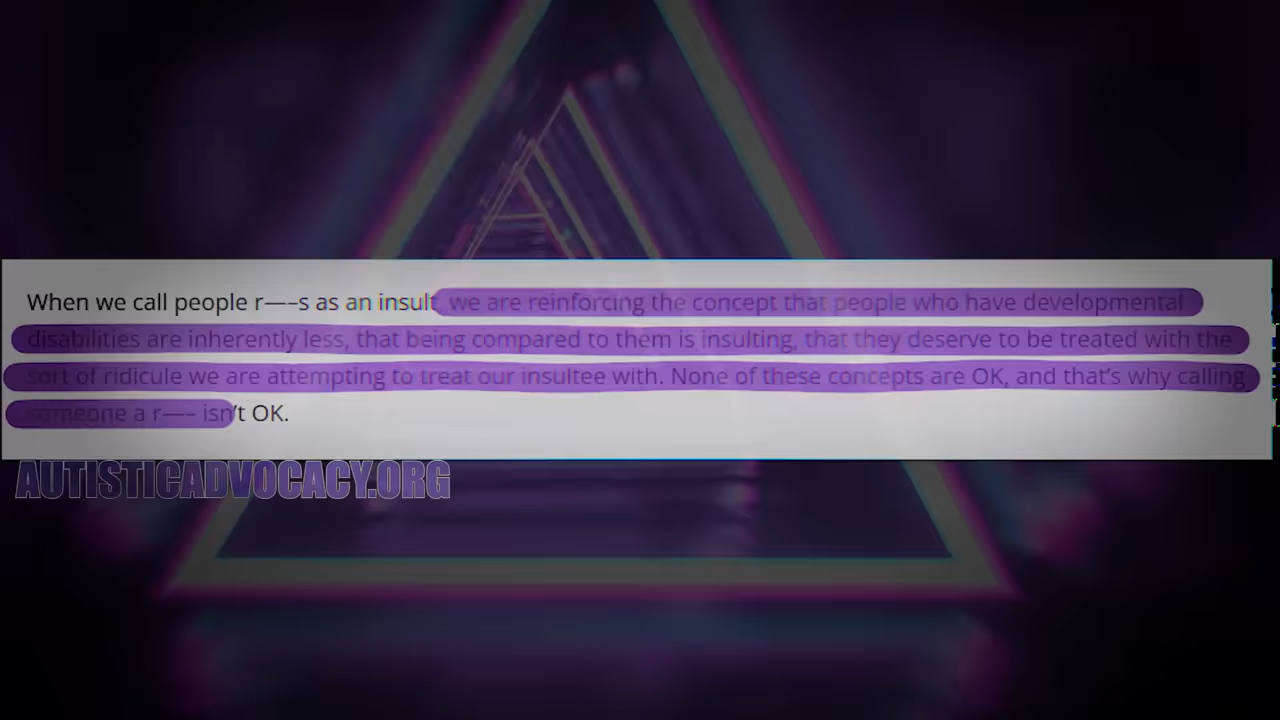 When we call people r—–s as an insult we are reinforcing the concept that people who have developmental
disabilities are inherently less, that being compared to them is insulting, that they deserve to be treated with the
sort of ridicule we are attempting to treat our insultee with. None of these concepts are OK, and that's why calling
someone a r—– isn't OK.
AUTISTICADVOCACY.ORG